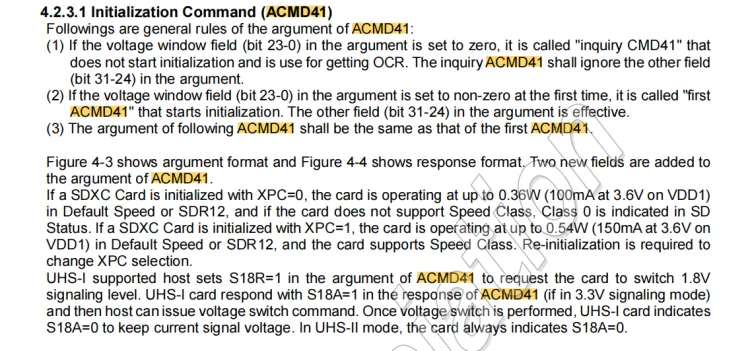 4.2.3.1 Initialization Command (ACMD41)
Followings are general rules of the argument of ACMD41:
(1) If the voltage window field (bit 23-0) in the argument is set to zero, it is called "inquiry CMD41" that
does not start initialization and is use for getting OCR. The inquiry ACMD41 shall ignore the other field
(bit 31-24) in the argument.
(2) If the voltage window field (bit 23-0) in the argument is set to non-zero at the first time, it is called "first
ACMD41" that starts initialization. The other field (bit 31-24) in the argument is effective.
(3) The argument of following ACMD41 shall be the same as that of the first ACMD41.
Figure 4-3 shows argument format and Figure 4-4 shows response format. Two new fields are added to
the argument of ACMD41.
If a SDXC Card is initialized with XPC=0, the card is operating at up to 0.36W (100mA at 3.6V on VDD1)
in Default Speed or SDR12, and if the card does not support Speed Class, Class 0 is indicated in SD
Status. If a SDXC Card is initialized with XPC=1, the card is operating at up to 0.54W (150mA at 3.6V on
VDD1) in Default Speed or SDR12, and the card supports Speed Class. Re-initialization is required to
change XPC selection.
UHS-I supported host sets S18R=1 in the argument of ACMD41 to request the card to switch 1.8V
signaling level. UHS-I card respond with S18A=1 in the response of ACMD41 (if in 3.3V signaling mode)
and then host can issue voltage switch command. Once voltage switch is performed, UHS-I card indicates
S18A=0 to keep current signal voltage. In UHS-II mode, the card always indicates S18A=0.